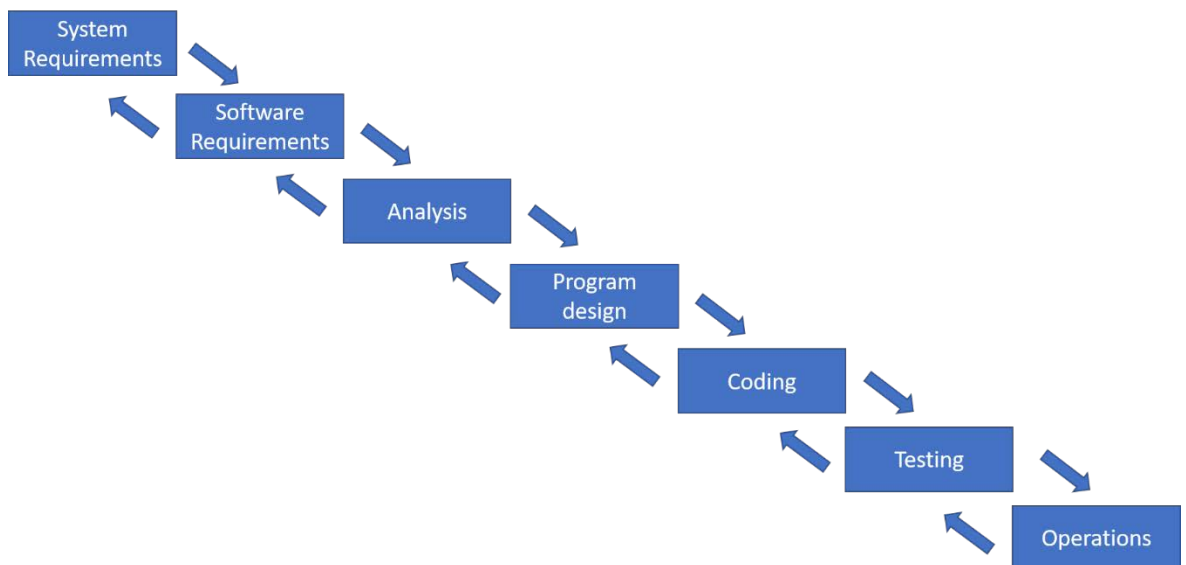 System
Requirements
Software
Requirements
Analysis
Program
design
Coding
Testing
Operations